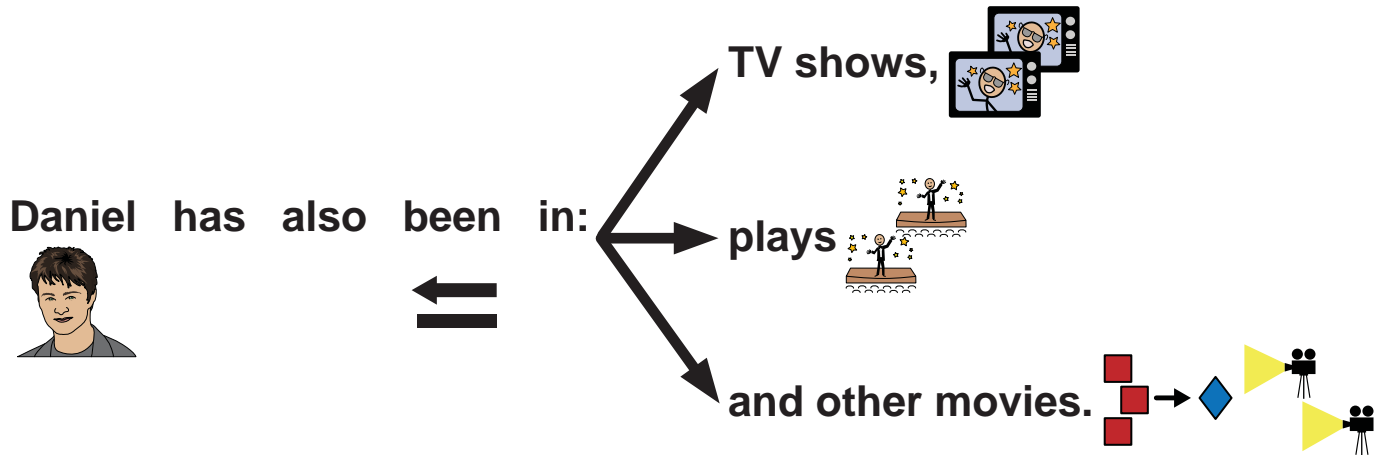 TV shows,
Daniel has also been in:
plays
and other movies.